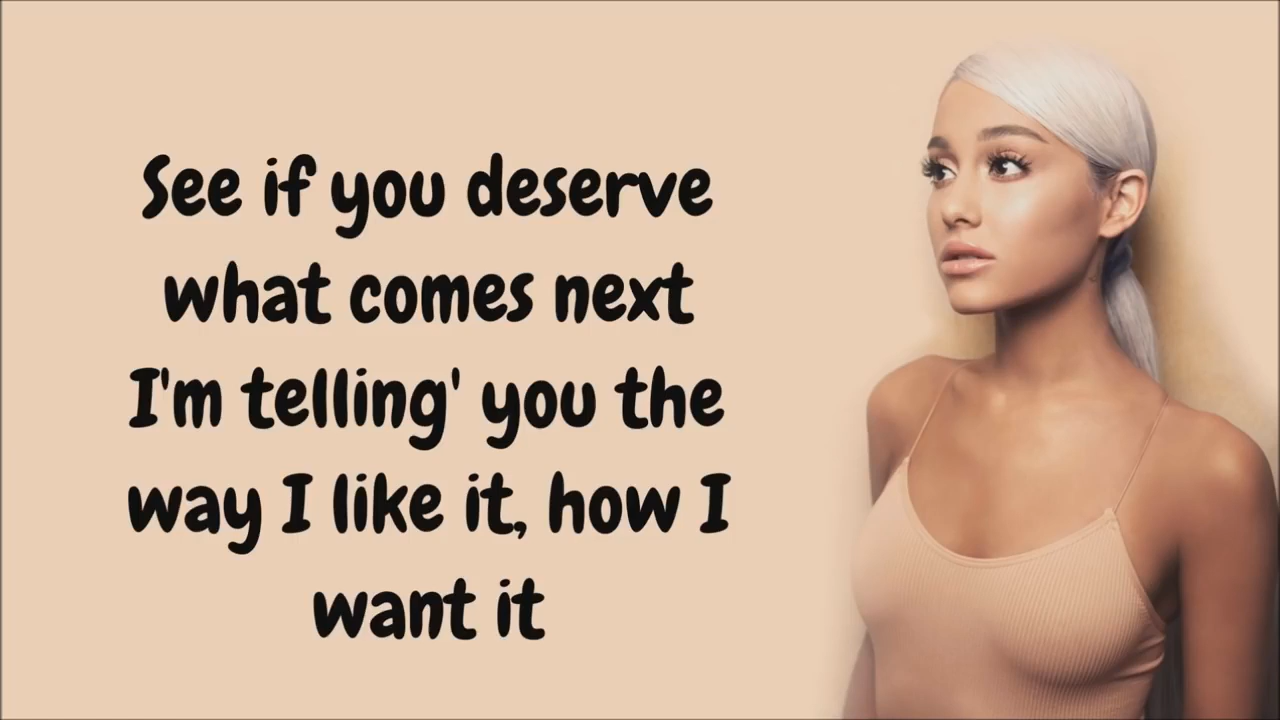 See if you deserve
what comes next
I'm telling' you the
way I like it, how I
want it